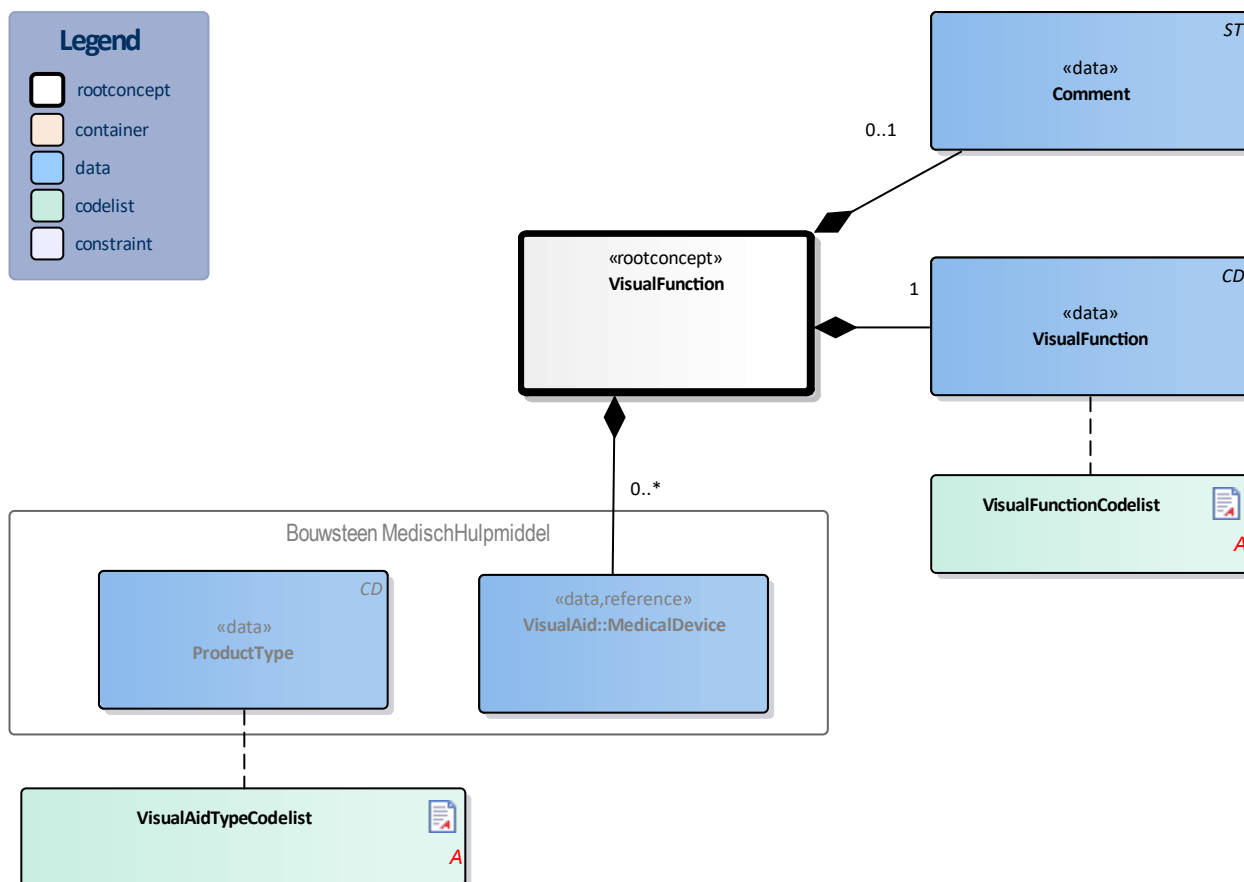 Legend
rootconcept
container
data
codelist
constraint
ST
«data»
Comment
0..1
«rootconcept»
VisualFunction
1
CD
«data»
VisualFunction
0..*
VisualFunctionCodelist
A
Bouwsteen MedischHulpmiddel
CD
«data»
ProductType
«data,reference»
VisualAid::MedicalDevice
VisualAidTypeCodelist
A